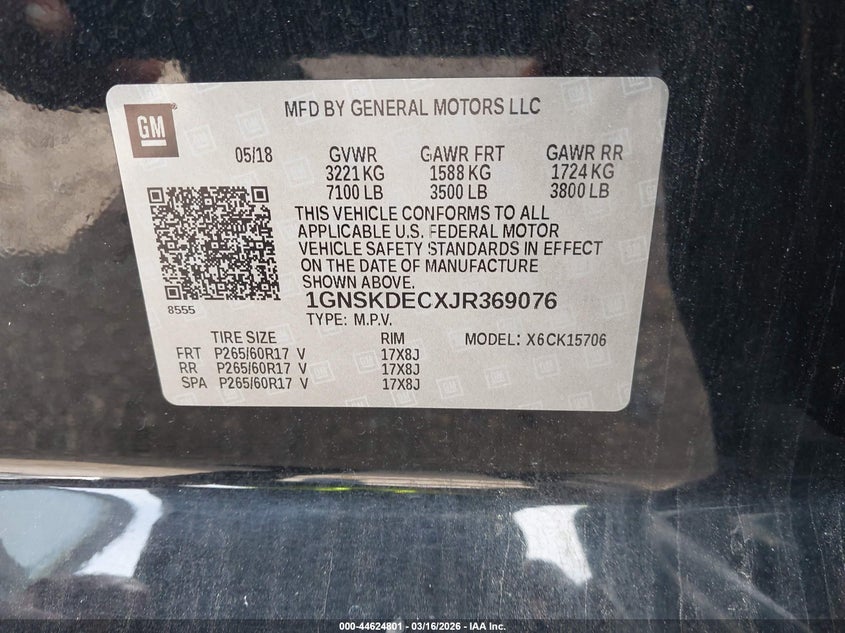 GM
MFD BY GENERAL MOTORS LLC
05/18 GVWR GAWR FRT GAWR RR
3221 KG 1588 KG 1724 KG
7100 LB 3500 LB 3800 LB
THIS VEHICLE CONFORMS TO ALL
APPLICABLE U.S. FEDERAL MOTOR
VEHICLE SAFETY STANDARDS IN EFFECT
ON THE DATE OF MANUFACTURE
SHOWN ABOVE.
8555
1GNSKDECXJR369076
TYPE: M.P.V.
TIRE SIZE RIM MODEL: X6CK15706
FRT P265/60R17 V 17X8J
RR P265/60R17 V 17X8J
SPA P265/60R17 V 17X8J
000-44624801 - 03/16/2026 - IAA Inc.